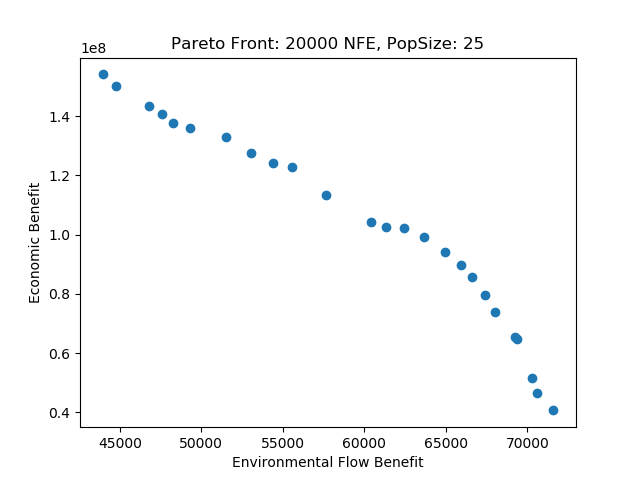 Pareto Front: 20000 NFE, PopSize: 25
1e8
1.4
1.2
1.0
0.8
0.6
0.4
Economic Benefit
45000 50000 55000 60000 65000 70000
Environmental Flow Benefit